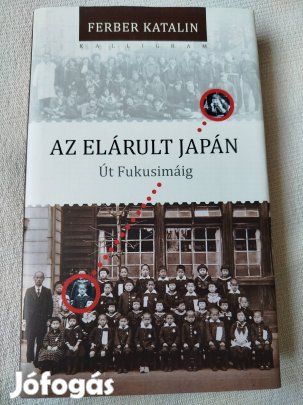 FERBER KATALIN
KALLIGRAM
AZ ELÁRULT JAPÁN
Út Fukusimáig
Jófogás